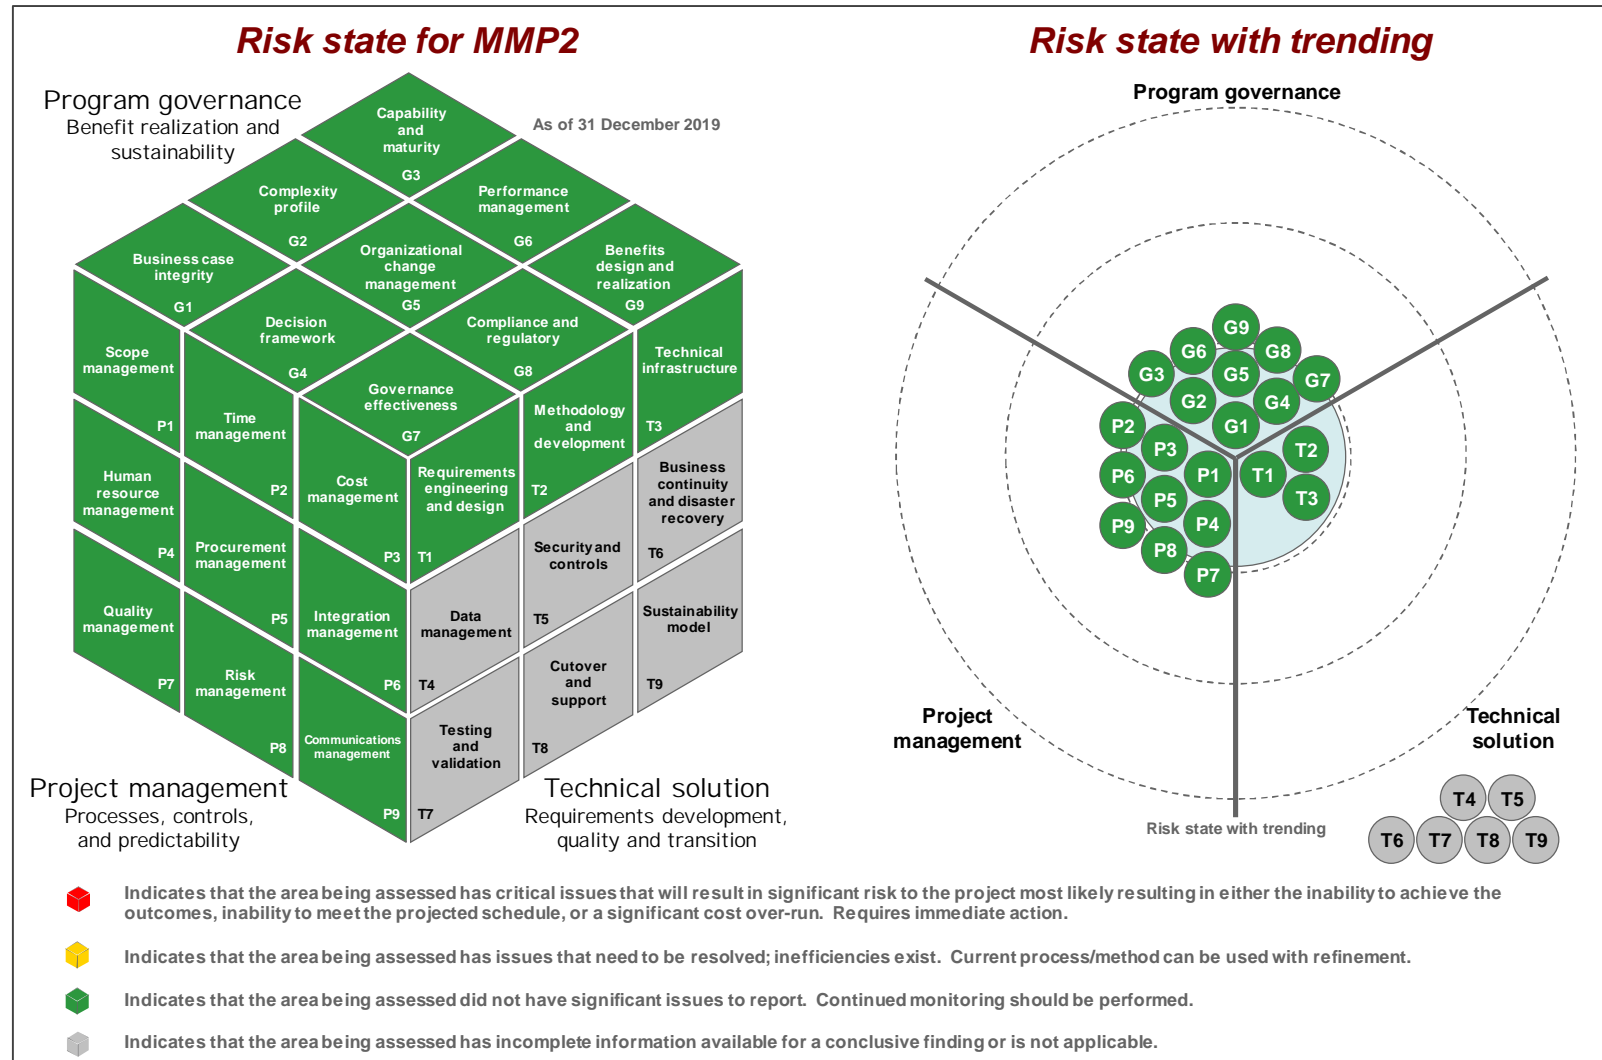 Risk state for MMP2
Risk state with trending
Program governance
Benefit realization and
sustainability
As of 31 December 2019
Capability
and
maturity
G3
Complexity
profile
G2
Performance
management
G6
Business case
integrity
G1
Organizational
change
management
G5
Benefits
design and
realization
G9
Decision
framework
G4
Compliance and
regulatory
G8
Governance
effectiveness
G7
Scope
management
P1
Time
management
P2
Cost
management
P3
Human
resource
management
P4
Procurement
management
P5
Integration
management
P6
Quality
management
P7
Risk
management
P8
Communications
management
P9
Requirements
engineering
and design
T1
Methodology
and
development
T2
Technical
infrastructure
T3
Data
management
T4
Security and
controls
T5
Business
continuity
and disaster
recovery
T6
Testing
and
validation
T7
Cutover
and
support
T8
Sustainability
model
T9
Project management
Processes, controls,
and predictability
Technical solution
Requirements development,
quality and transition
Program governance
G9
G6
G8
G3
G5
G7
G2
G4
G1
P2
P3
P6
P1
P5
P9
P4
P8
P7
T2
T1
T3
Project
management
Technical
solution
Risk state with trending
T4
T5
T6
T7
T8
T9
Indicates that the area being assessed has critical issues that will result in significant risk to the project most likely resulting in either the inability to achieve the
outcomes, inability to meet the projected schedule, or a significant cost over-run. Requires immediate action.
Indicates that the area being assessed has issues that need to be resolved; inefficiencies exist. Current process/method can be used with refinement.
Indicates that the area being assessed did not have significant issues to report. Continued monitoring should be performed.
Indicates that the area being assessed has incomplete information available for a conclusive finding or is not applicable.